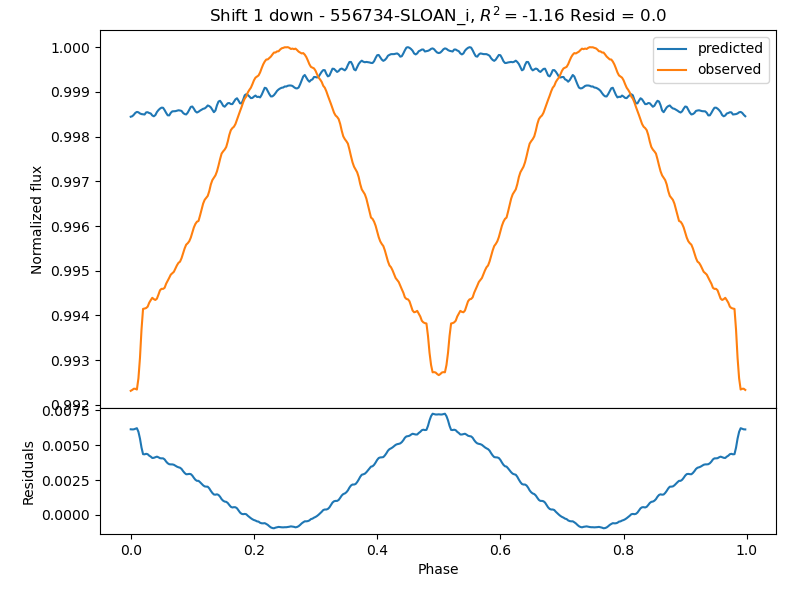 Shift 1 down - 556734-SLOAN_i, R² = -1.16 Resid = 0.0
predicted
observed
1.000
0.999
0.998
0.997
0.996
0.995
0.994
0.993
0.992
Normalized flux
0.0075
0.0050
0.0025
0.0000
Residuals
0.0 0.2 0.4 0.6 0.8 1.0
Phase